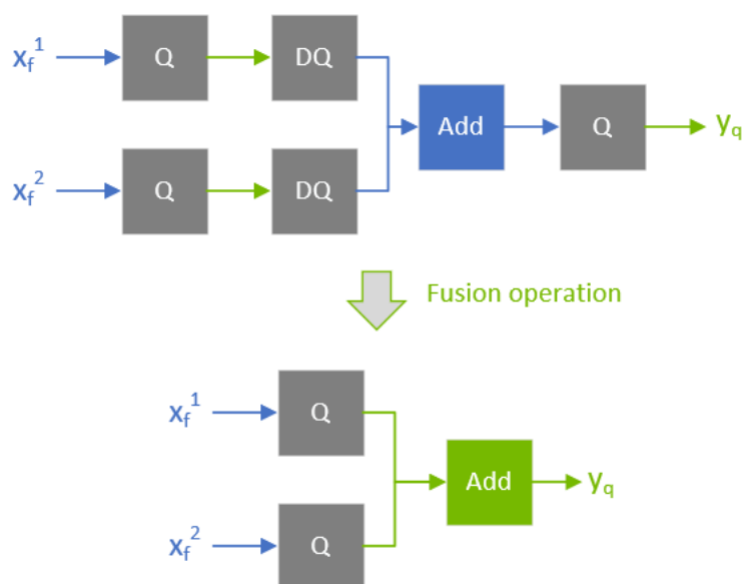 x_f^1 Q DQ
Add Q y_q
x_f^2 Q DQ
Fusion operation
x_f^1 Q
Add y_q
x_f^2 Q